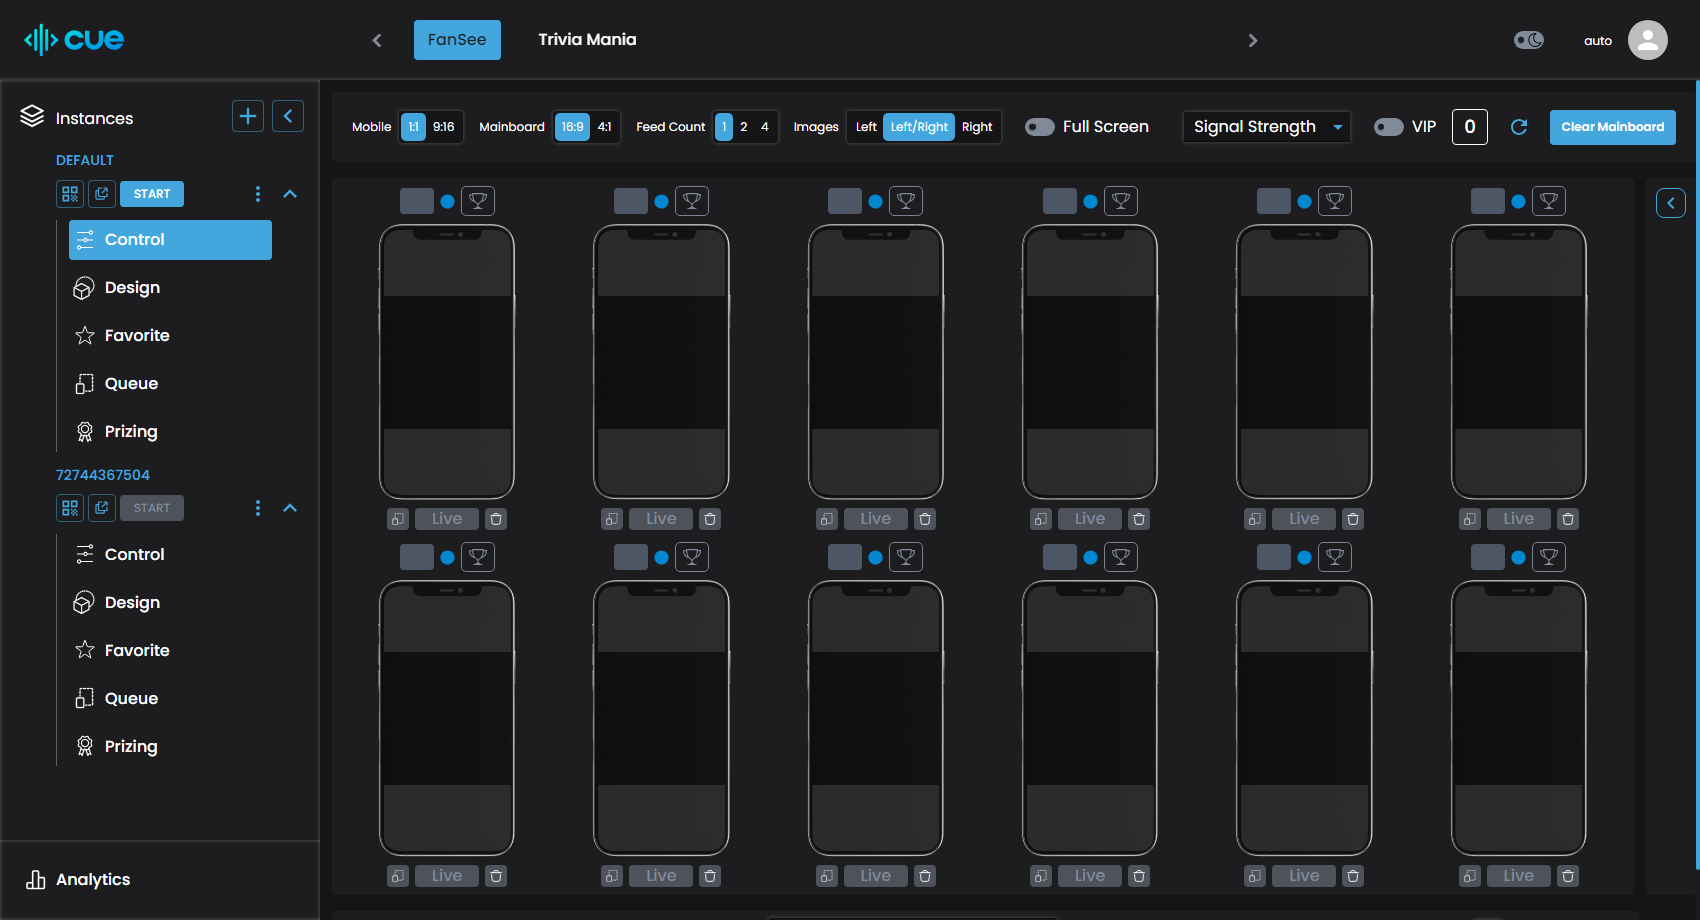 cue
FanSee
Trivia Mania
auto
Instances
DEFAULT
START
Control
Design
Favorite
Queue
Prizing
72744367504
START
Control
Design
Favorite
Queue
Prizing
Analytics
Mobile 1:1 9:16 Mainboard 16:9 4:1 Feed Count 1 2 4 Images Left Left/Right Right Full Screen Signal Strength VIP 0 Clear Mainboard
Live Live Live Live Live Live
Live Live Live Live Live Live